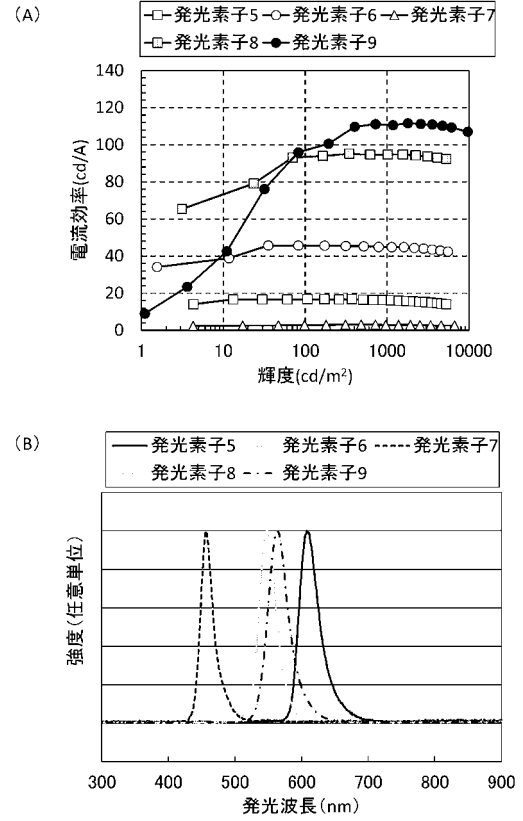 (A)
発光素子5 発光素子6 発光素子7
発光素子8 発光素子9
140
120
100
80
60
40
20
0
電流効率(cd/A)
1 10 100 1000 10000
輝度(cd/m²)
(B)
発光素子5 発光素子6 発光素子7
発光素子8 発光素子9
強度(任意単位)
300 400 500 600 700 800 900
発光波長(nm)